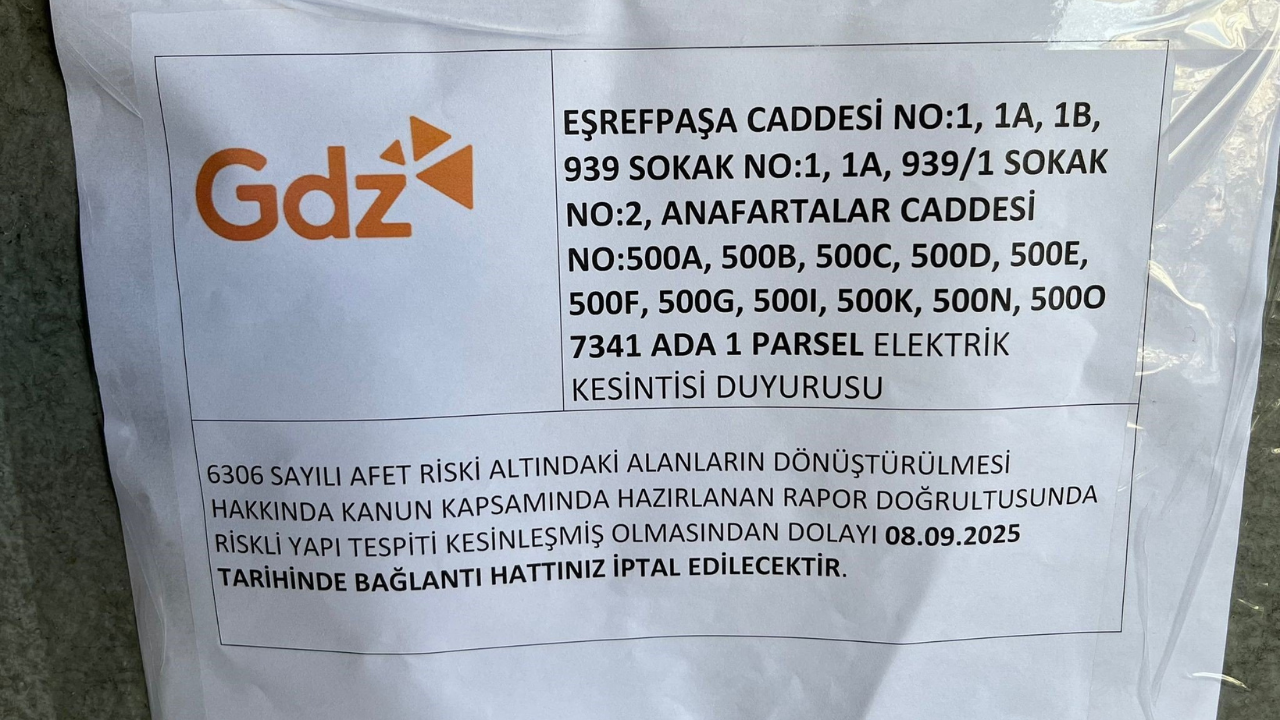 Gdz
EŞREFPAŞA CADDESİ NO:1, 1A, 1B,
939 SOKAK NO:1, 1A, 939/1 SOKAK
NO:2, ANAFARTALAR CADDESİ
NO:500A, 500B, 500C, 500D, 500E,
500F, 500G, 500I, 500K, 500N, 500O
7341 ADA 1 PARSEL ELEKTRİK
KESİNTİSİ DUYURUSU
6306 SAYILI AFET RİSKİ ALTINDAKİ ALANLARIN DÖNÜŞTÜRÜLMESİ
HAKKINDA KANUN KAPSAMINDA HAZIRLANAN RAPOR DOĞRULTUSUNDA
RİSKLİ YAPI TESPİTİ KESİNLEŞMİŞ OLMASINDAN DOLAYI 08.09.2025
TARİHİNDE BAĞLANTI HATTINIZ İPTAL EDİLECEKTİR.